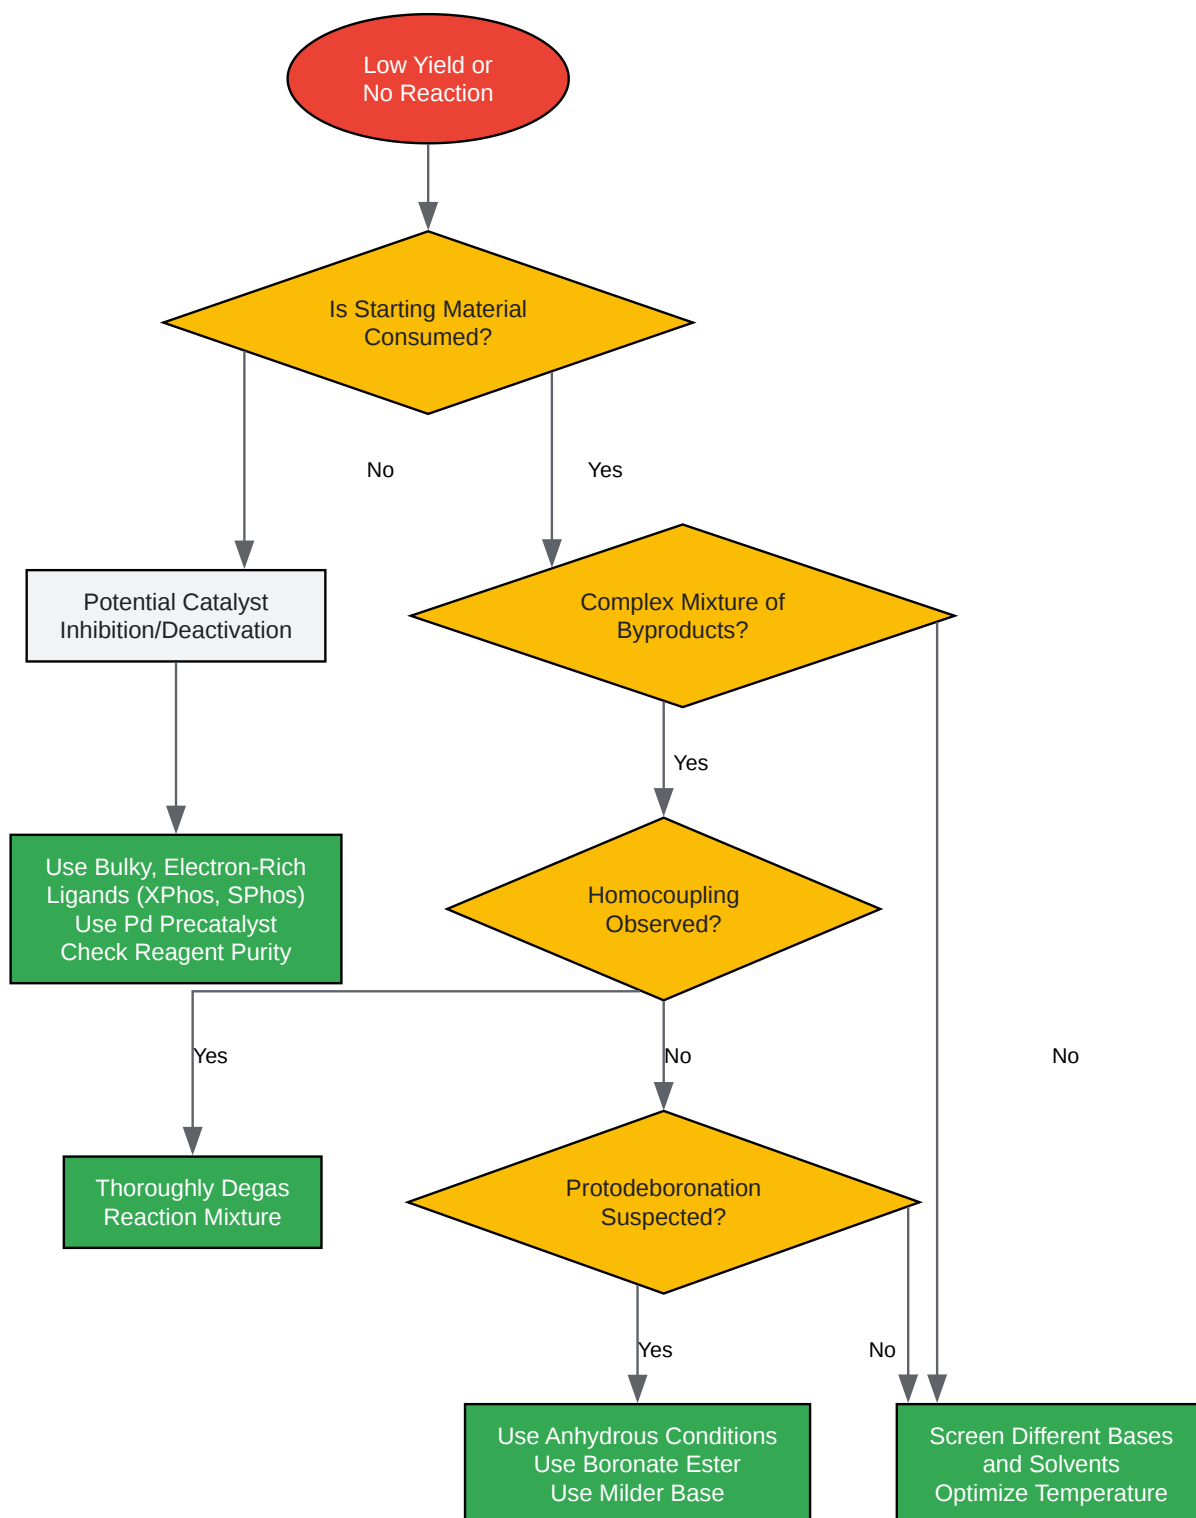 Low Yield or
No Reaction
Is Starting Material
Consumed?
No
Yes
Potential Catalyst
Inhibition/Deactivation
Complex Mixture of
Byproducts?
Yes
Use Bulky, Electron-Rich
Ligands (XPhos, SPhos)
Use Pd Precatalyst
Check Reagent Purity
Homocoupling
Observed?
Yes
No
No
Thoroughly Degas
Reaction Mixture
Protodeboronation
Suspected?
Yes
No
Use Anhydrous Conditions
Use Boronate Ester
Use Milder Base
Screen Different Bases
and Solvents
Optimize Temperature